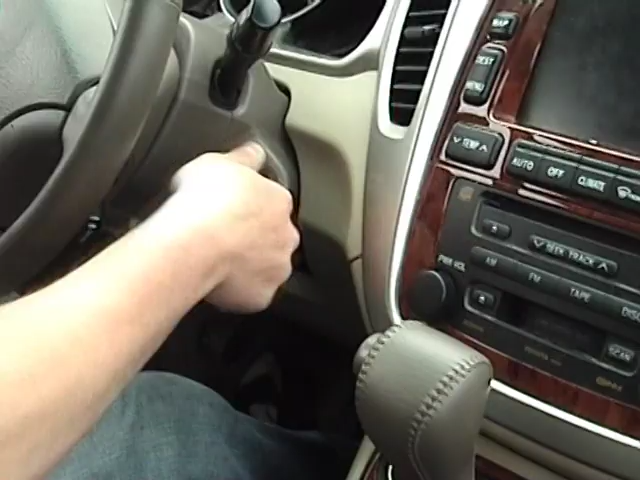 MAP
DEST
MENU
∨ TEMP ∧
AUTO
OFF
CLIMATE
PWR VOL
∨ SEEK TRACK ∧
AM
FM
TAPE
DISC
SCAN